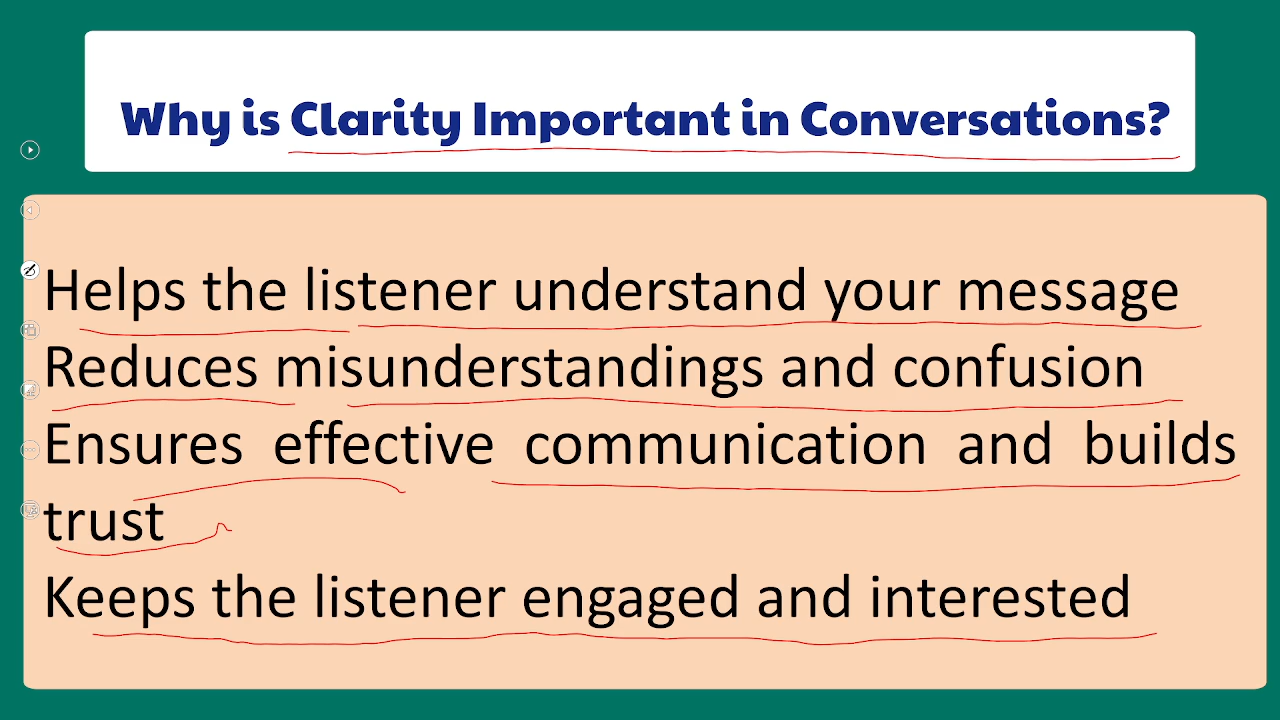 Why is Clarity Important in Conversations?
Helps the listener understand your message
Reduces misunderstandings and confusion
Ensures effective communication and builds
trust
Keeps the listener engaged and interested